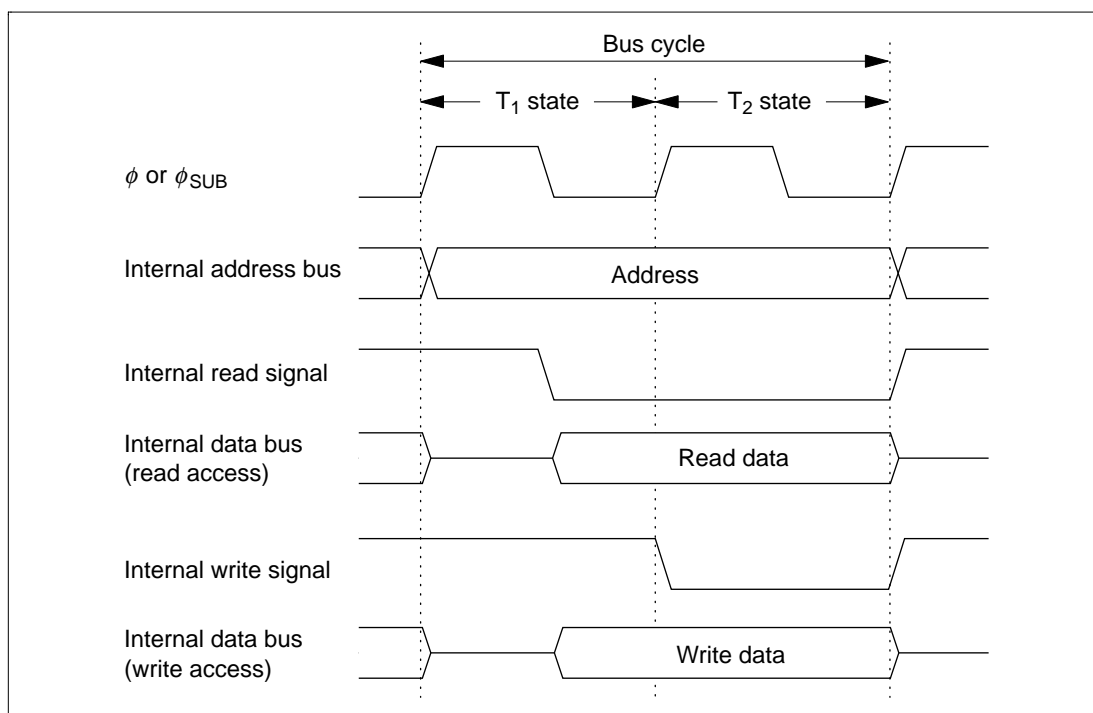 Bus cycle
T₁ state
T₂ state
ϕ or ϕSUB
Internal address bus
Address
Internal read signal
Internal data bus
(read access)
Read data
Internal write signal
Internal data bus
(write access)
Write data